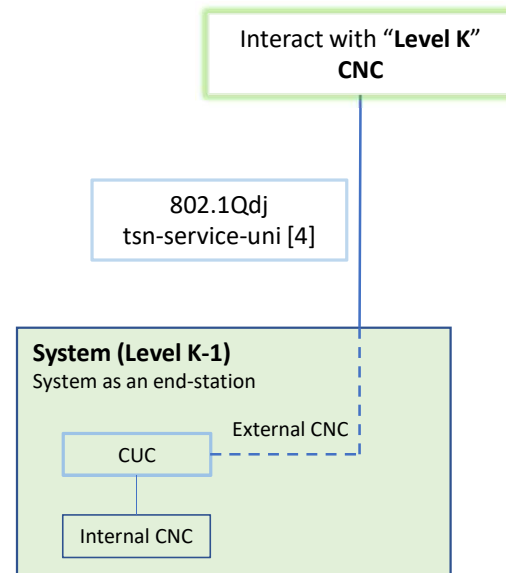 Interact with “Level K”
CNC
802.1Qdj
tsn-service-uni [4]
System (Level K-1)
System as an end-station
External CNC
CUC
Internal CNC